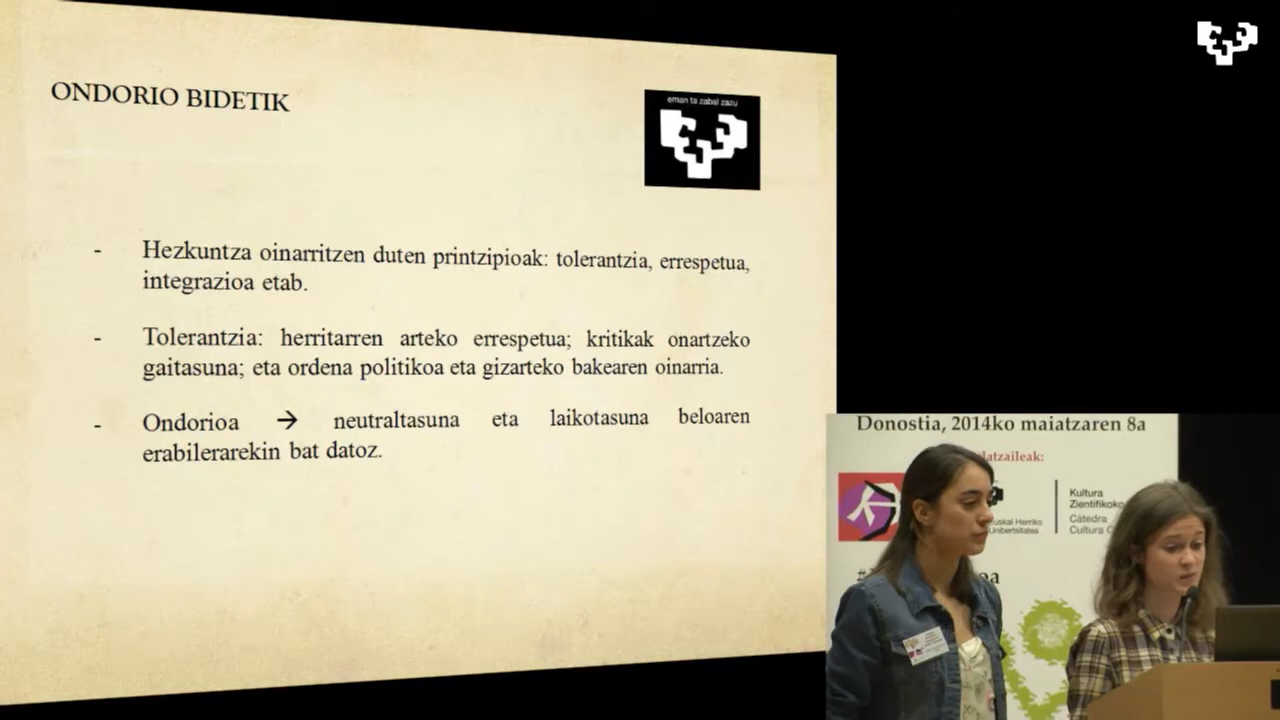 ONDORIO BIDETIK
eman ta zabal zazu
- Hezkuntza oinarritzen duten printzipioak: tolerantzia, errespetua,
integrazioa etab.
- Tolerantzia: herritarren arteko errespetua; kritikak onartzeko
gaitasuna; eta ordena politikoa eta gizarteko bakearen oinarria.
- Ondorioa → neutraltasuna eta laikotasuna beloaren
erabilerarekin bat datoz.
Donostia, 2014ko maiatzaren 8a
Kultura
Zientifikoko
Cátedra
Cultura
Euskal Herriko
Unibertsitatea